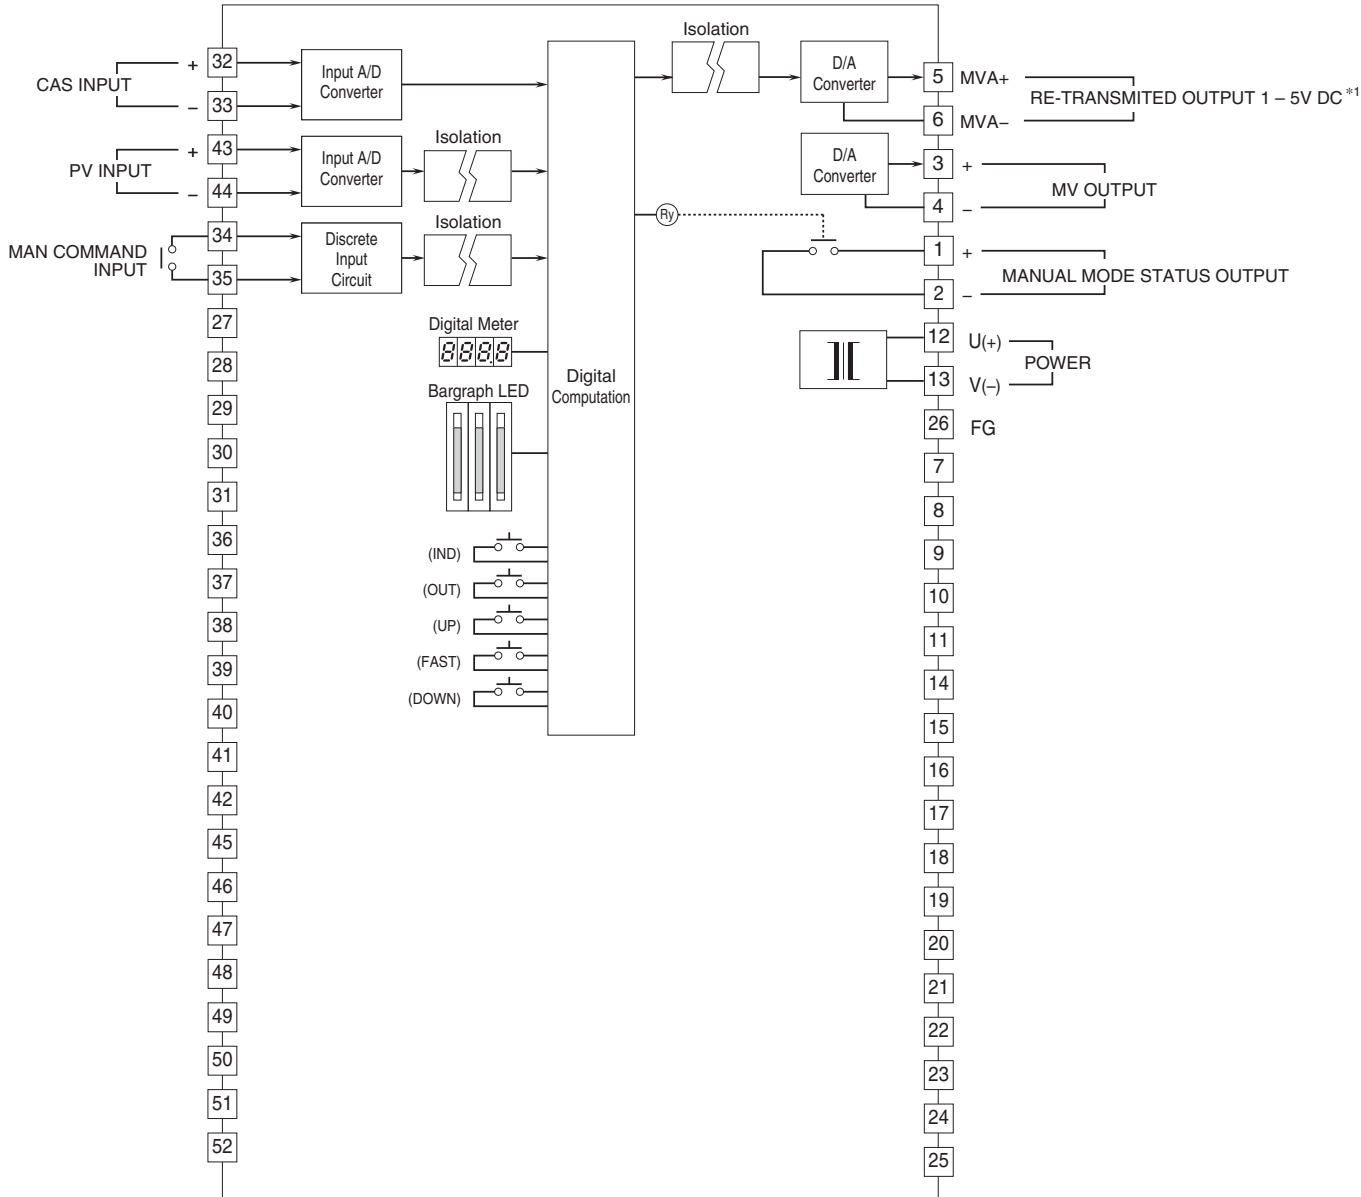 Isolation
CAS INPUT
+
32
–
33
Input A/D
Converter
D/A
Converter
5
MVA+
6
MVA–
RE-TRANSMITED OUTPUT 1 – 5V DC *1
PV INPUT
+
43
–
44
Input A/D
Converter
Isolation
D/A
Converter
3
+
4
–
MV OUTPUT
MAN COMMAND
INPUT
34
35
Discrete
Input
Circuit
Isolation
Ry
1
+
2
–
MANUAL MODE STATUS OUTPUT
Digital Meter
888.8
Bargraph LED
Digital
Computation
12
U(+)
13
V(–)
POWER
26
FG
(IND)
(OUT)
(UP)
(FAST)
(DOWN)
27
28
29
30
31
36
37
38
39
40
41
42
45
46
47
48
49
50
51
52
7
8
9
10
11
14
15
16
17
18
19
20
21
22
23
24
25